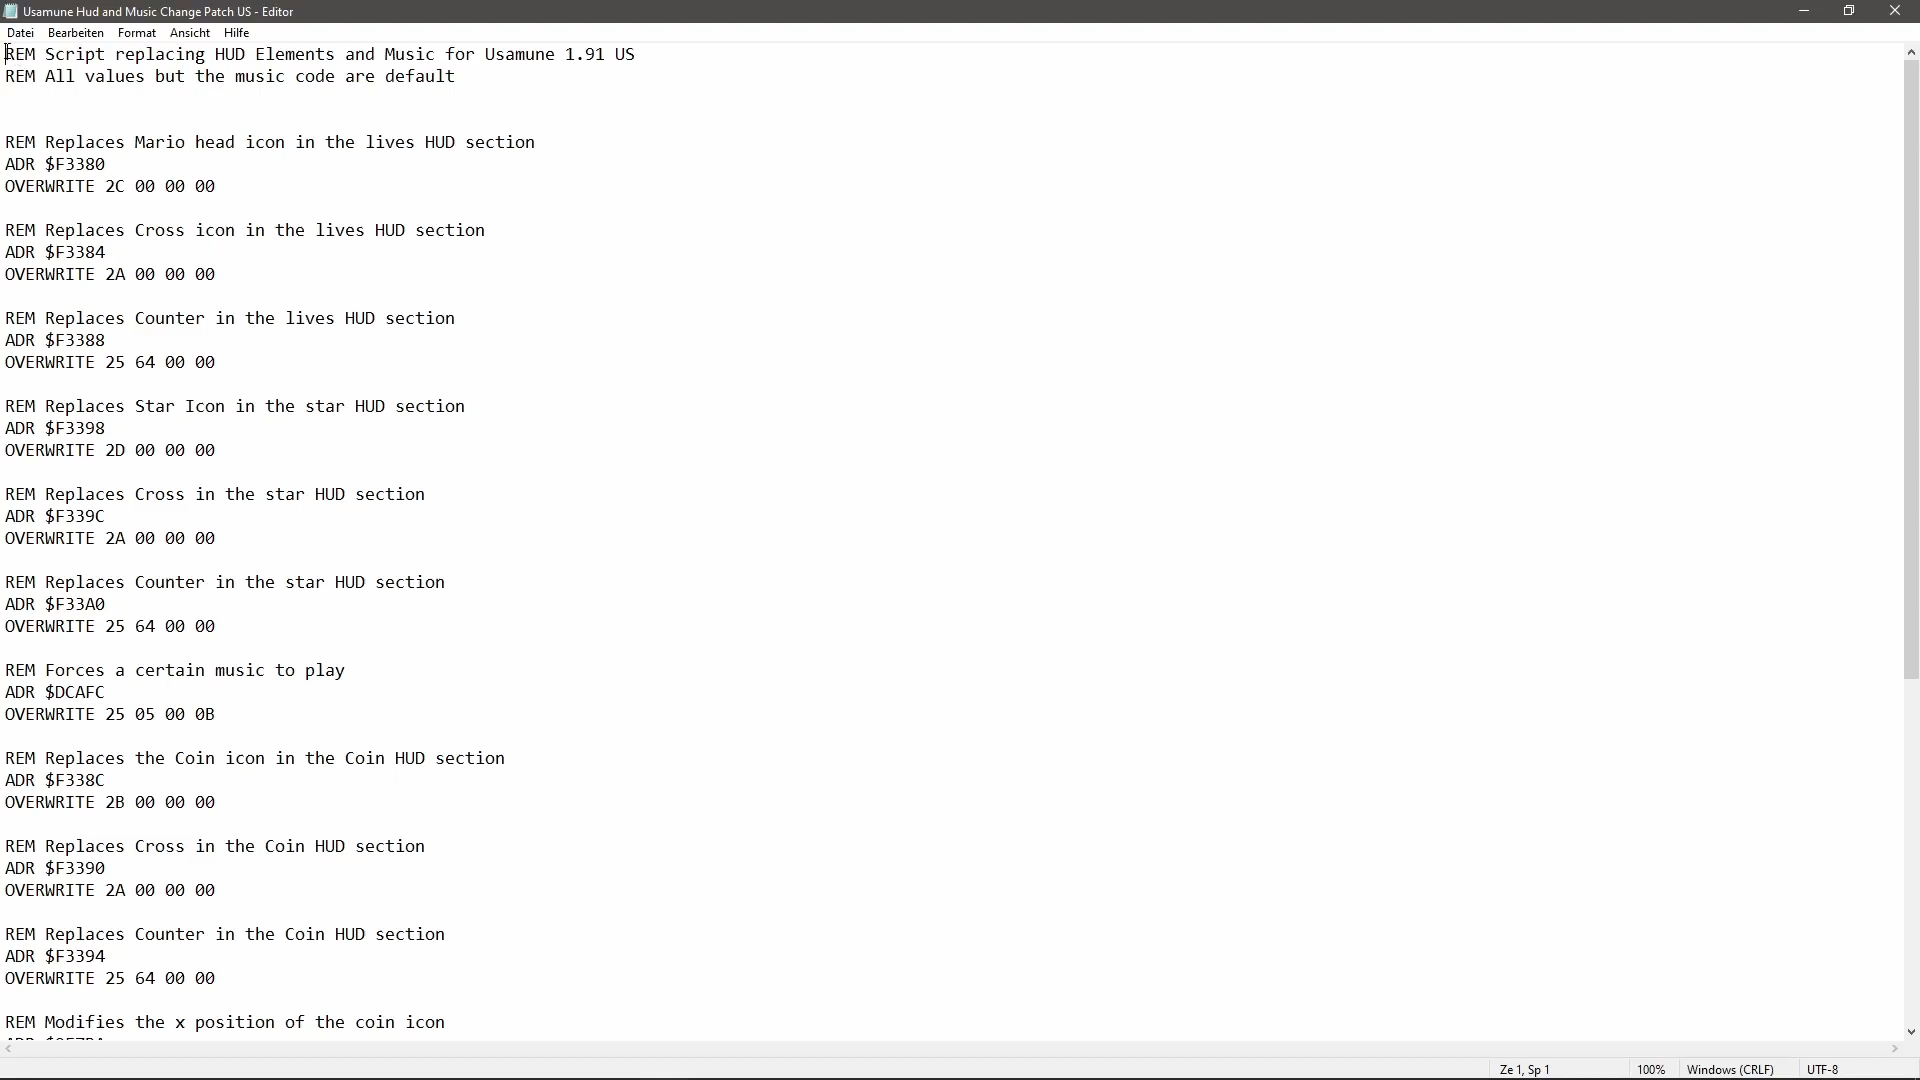 Usamune Hud and Music Change Patch US - Editor
Datei Bearbeiten Format Ansicht Hilfe
REM Script replacing HUD Elements and Music for Usamune 1.91 US
REM All values but the music code are default
REM Replaces Mario head icon in the lives HUD section
ADR $F3380
OVERWRITE 2C 00 00 00
REM Replaces Cross icon in the lives HUD section
ADR $F3384
OVERWRITE 2A 00 00 00
REM Replaces Counter in the lives HUD section
ADR $F3388
OVERWRITE 25 64 00 00
REM Replaces Star Icon in the star HUD section
ADR $F3398
OVERWRITE 2D 00 00 00
REM Replaces Cross in the star HUD section
ADR $F339C
OVERWRITE 2A 00 00 00
REM Replaces Counter in the star HUD section
ADR $F33A0
OVERWRITE 25 64 00 00
REM Forces a certain music to play
ADR $DCAFC
OVERWRITE 25 05 00 0B
REM Replaces the Coin icon in the Coin HUD section
ADR $F338C
OVERWRITE 2B 00 00 00
REM Replaces Cross in the Coin HUD section
ADR $F3390
OVERWRITE 2A 00 00 00
REM Replaces Counter in the Coin HUD section
ADR $F3394
OVERWRITE 25 64 00 00
REM Modifies the x position of the coin icon
Ze 1, Sp 1 100% Windows (CRLF) UTF-8